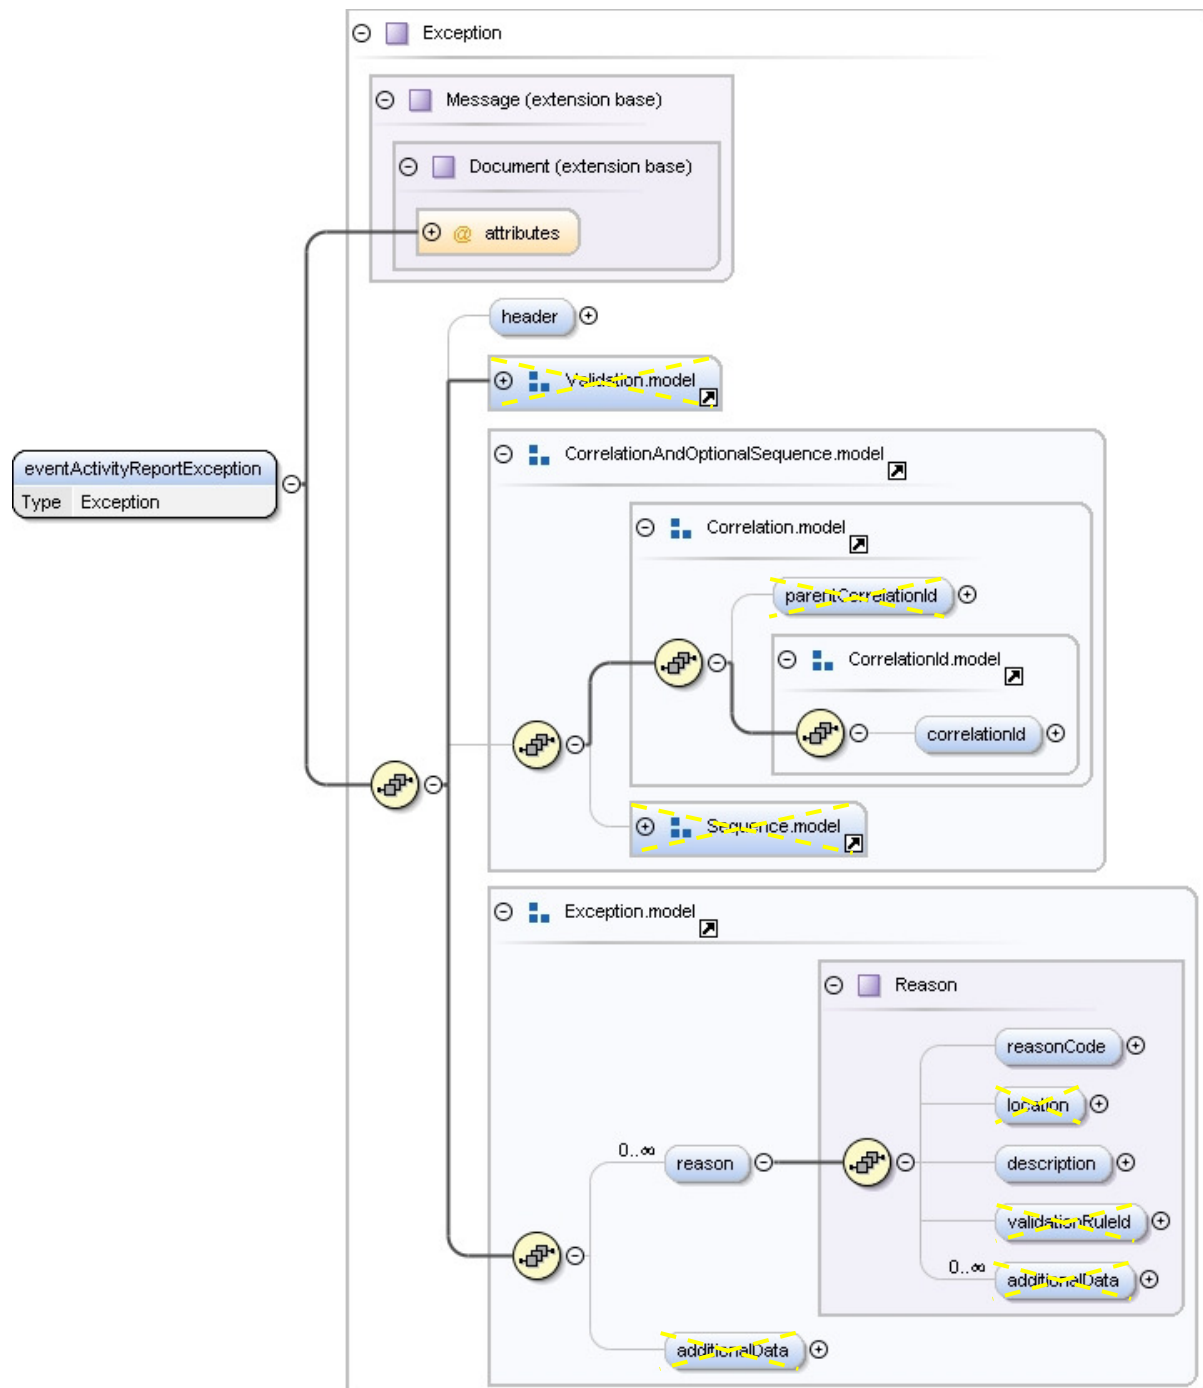 Exception
Message (extension base)
Document (extension base)
@ attributes
header
Validation.model
eventActivityReportException
Type Exception
CorrelationAndOptionalSequence.model
Correlation.model
parentCorrelationId
CorrelationId.model
correlationId
Sequence.model
Exception.model
Reason
reasonCode
location
0..∞
reason
description
validationRuleId
0..∞
additionalData
additionalData